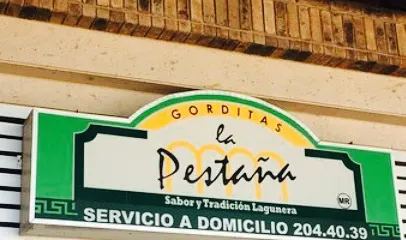 GORDITAS
la
Pestaña
Sabor y Tradición Lagunera
MR
SERVICIO A DOMICILIO 204.40.39